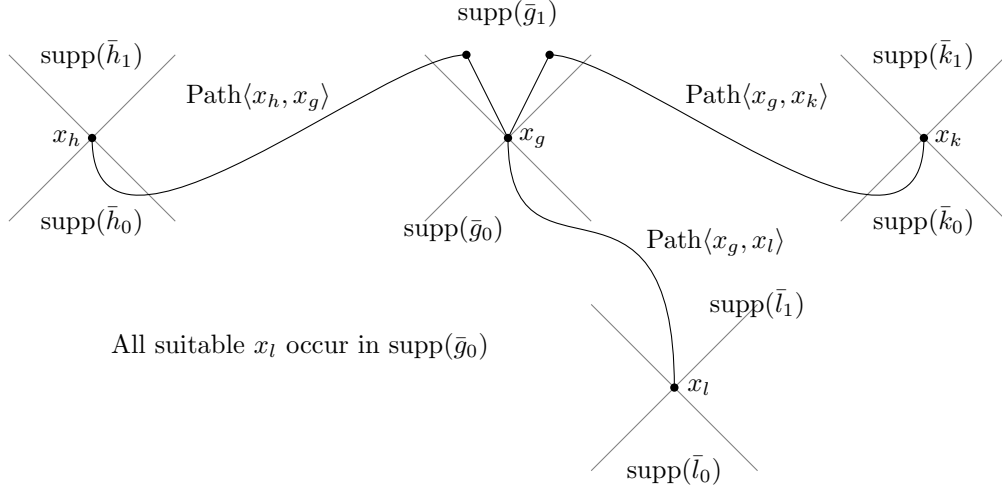 supp(ḡ₁)
supp(h̄₁)
supp(k̄₁)
Path⟨x_h, x_g⟩
Path⟨x_g, x_k⟩
x_h
x_g
x_k
supp(h̄₀)
supp(ḡ₀)
supp(k̄₀)
Path⟨x_g, x_l⟩
supp(l̄₁)
All suitable x_l occur in supp(ḡ₀)
x_l
supp(l̄₀)